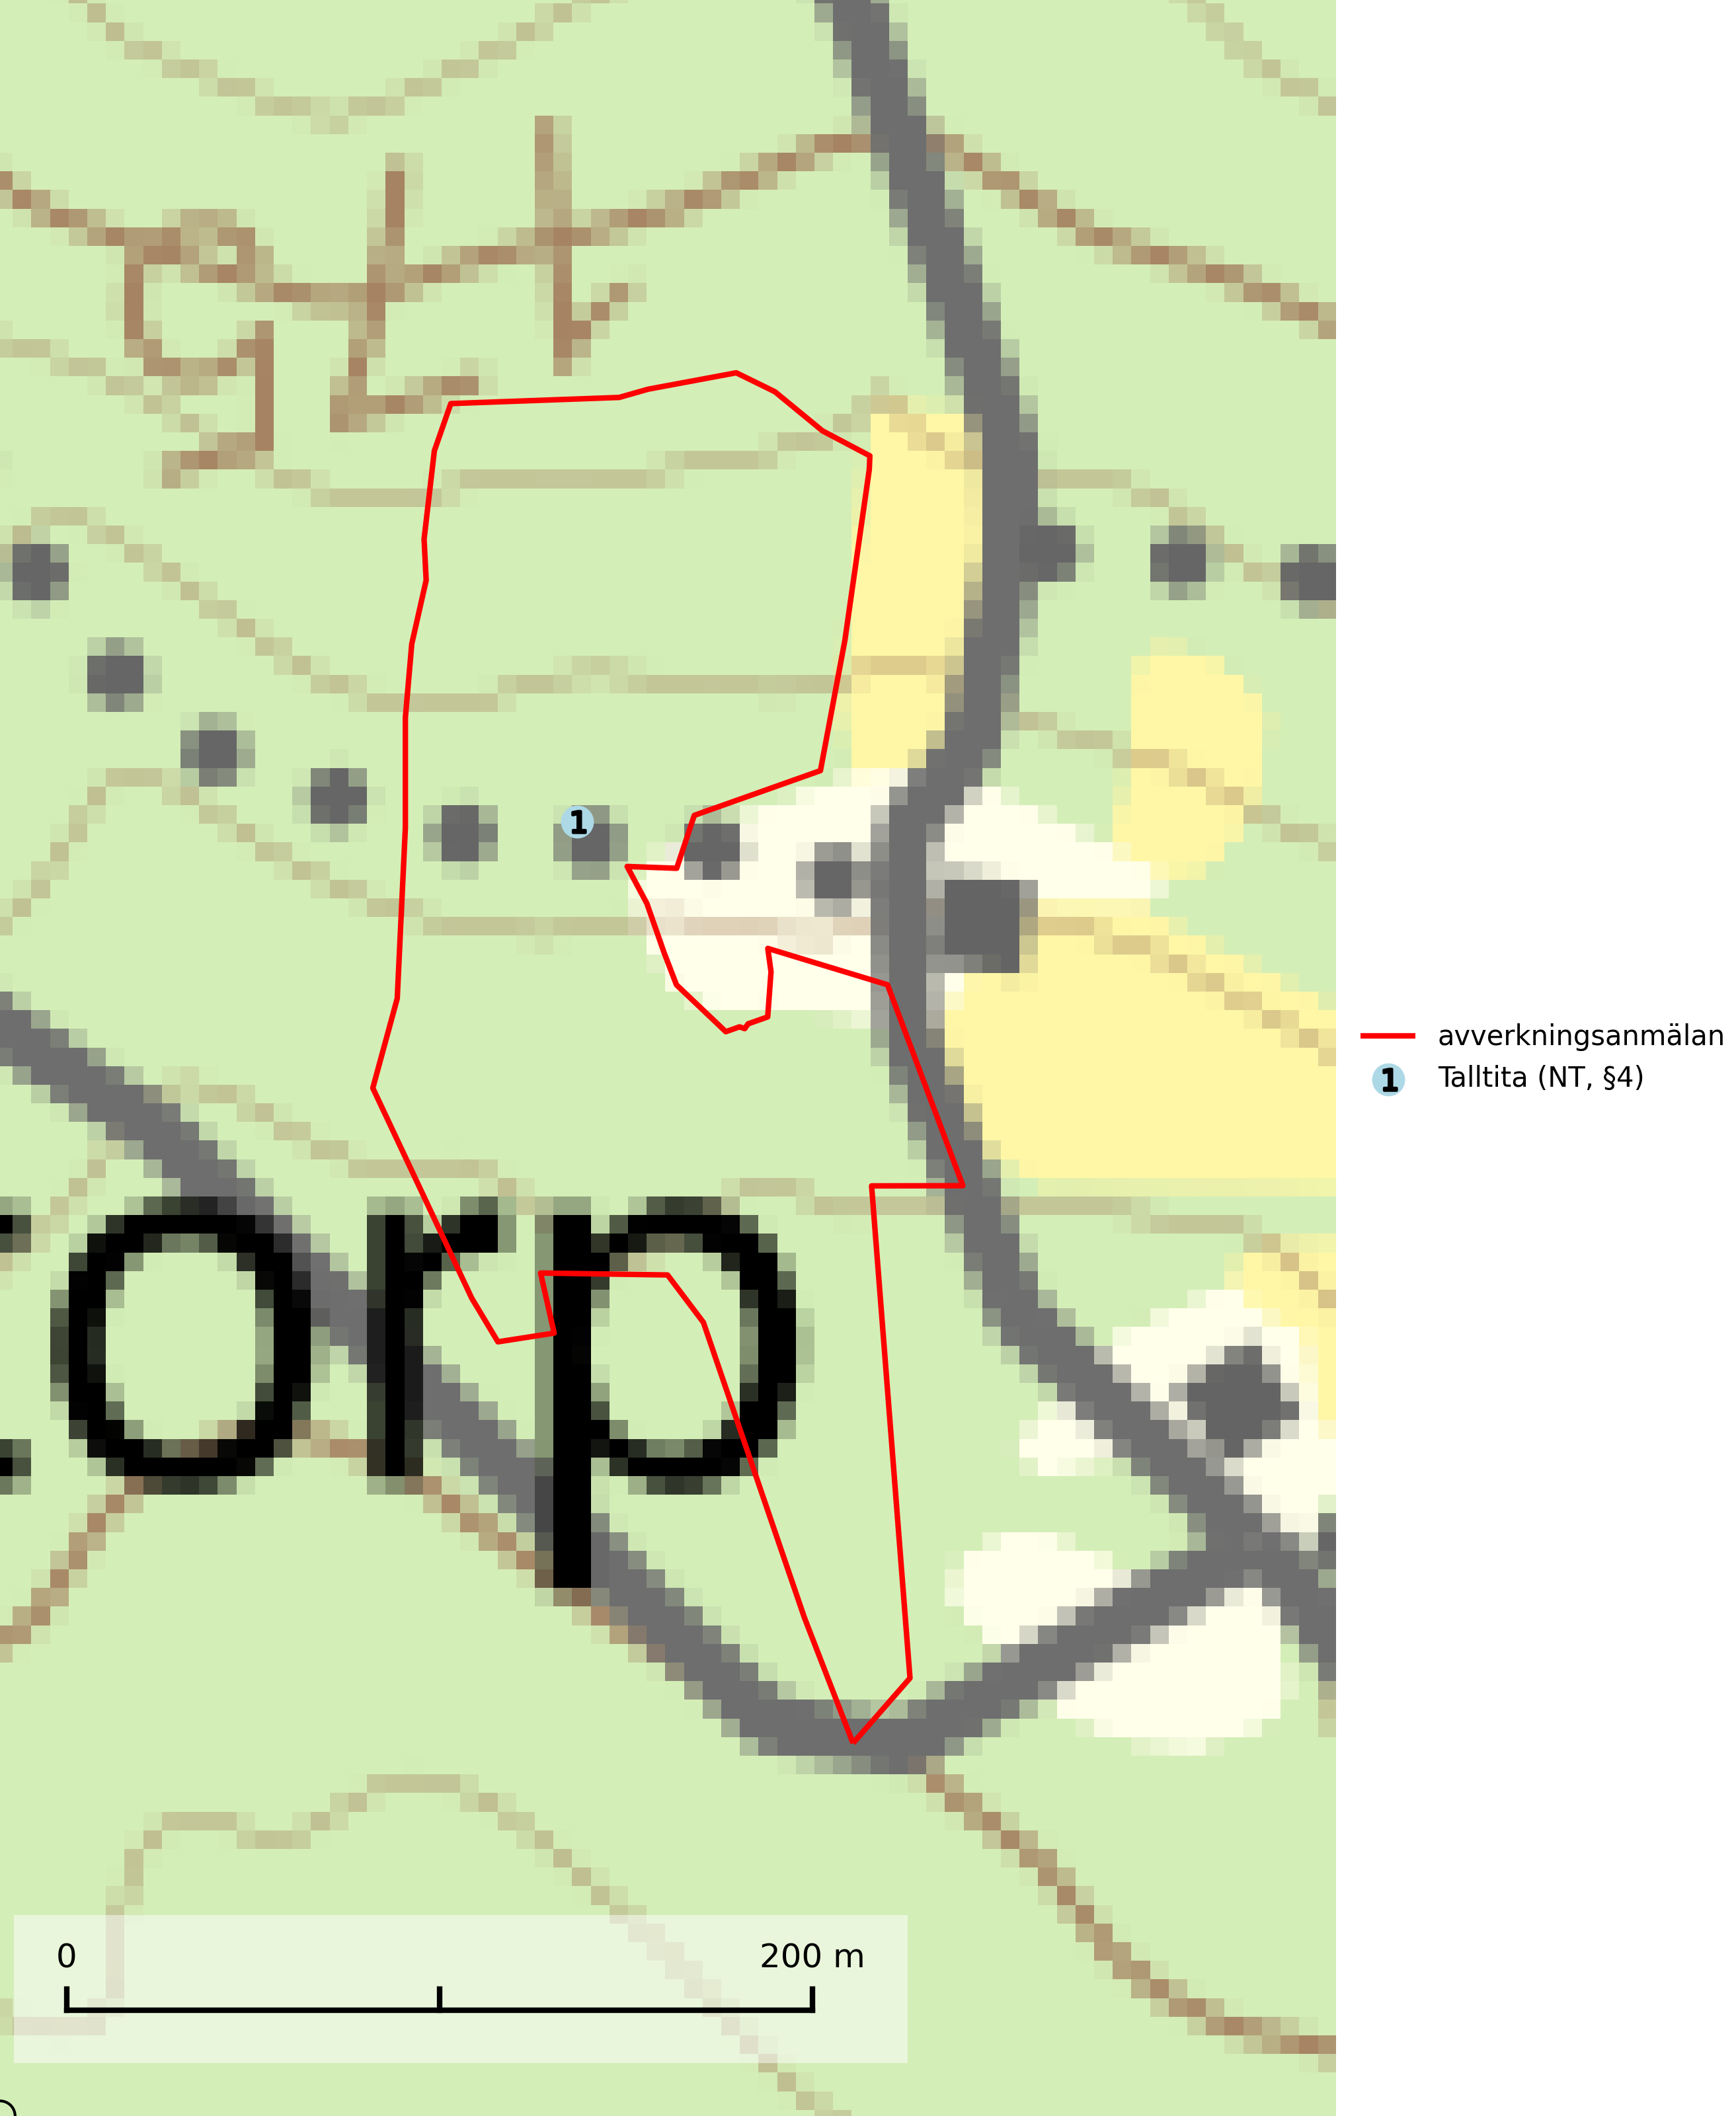 orp
1
avverkningsanmälan
1 Talltita (NT, §4)
0 200 m